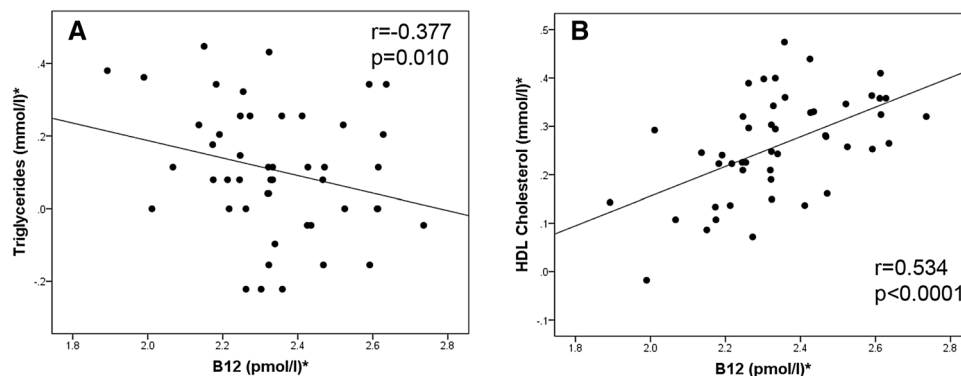 A
r=-0.377
p=0.010
Triglycerides (mmol/l)*
.4
.2
.0
-.2
1.8 2.0 2.2 2.4 2.6 2.8
B12 (pmol/l)*
B
r=0.534
p<0.0001
HDL Cholesterol (mmol/l)*
.5
.4
.3
.2
.1
.0
-.1
1.8 2.0 2.2 2.4 2.6 2.8
B12 (pmol/l)*